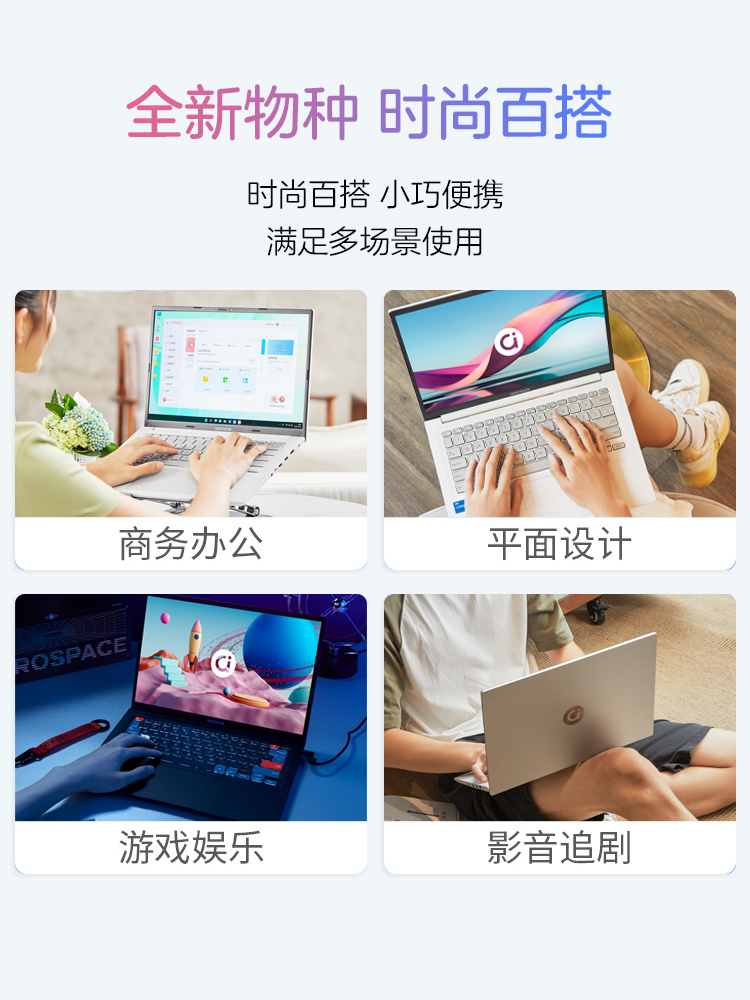 全新物种 时尚百搭
时尚百搭 小巧便携
满足多场景使用
商务办公
平面设计
ROSPACE
游戏娱乐
影音追剧